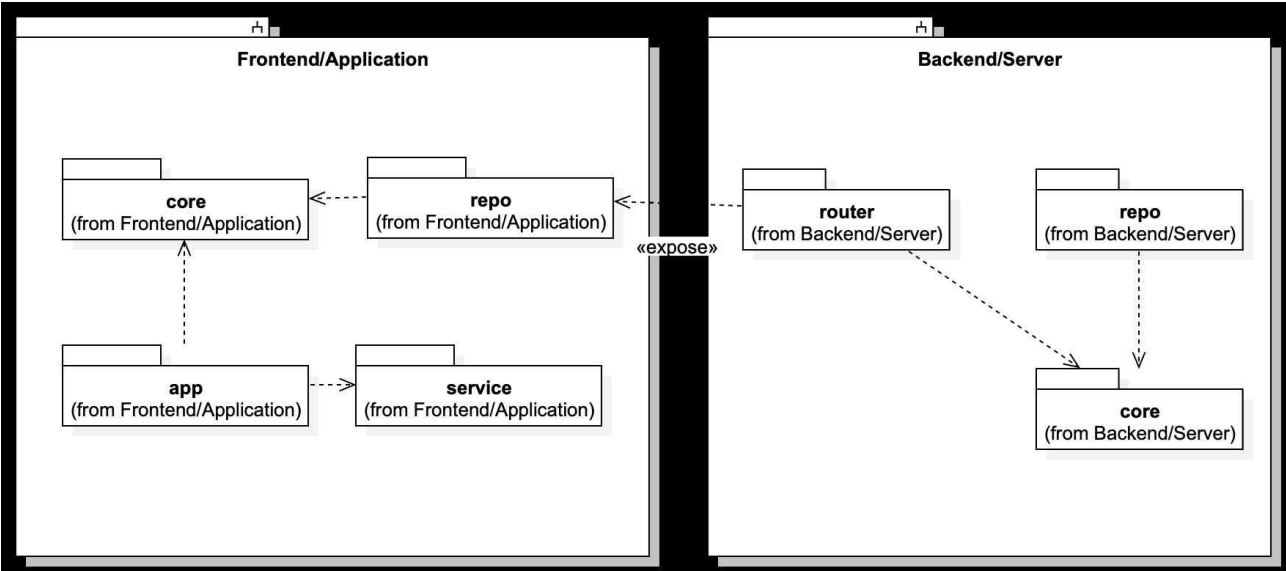 Frontend/Application
core
(from Frontend/Application)
repo
(from Frontend/Application)
app
(from Frontend/Application)
service
(from Frontend/Application)
«expose»
Backend/Server
router
(from Backend/Server)
repo
(from Backend/Server)
core
(from Backend/Server)